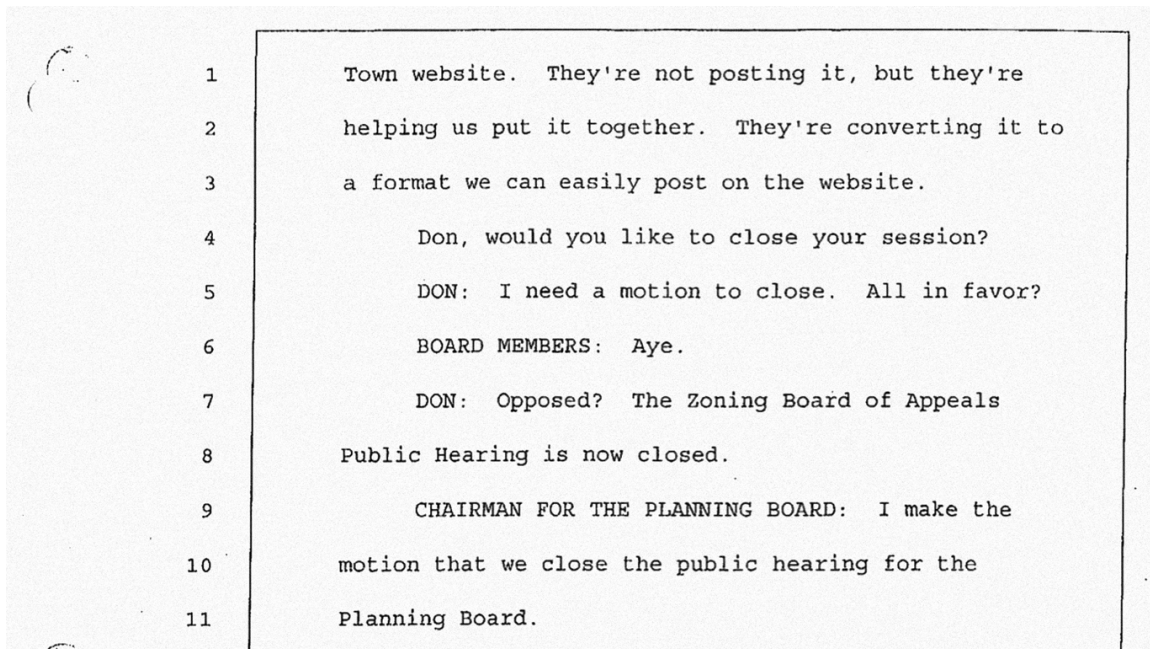 1 Town website. They're not posting it, but they're
2 helping us put it together. They're converting it to
3 a format we can easily post on the website.
4 Don, would you like to close your session?
5 DON: I need a motion to close. All in favor?
6 BOARD MEMBERS: Aye.
7 DON: Opposed? The Zoning Board of Appeals
8 Public Hearing is now closed.
9 CHAIRMAN FOR THE PLANNING BOARD: I make the
10 motion that we close the public hearing for the
11 Planning Board.